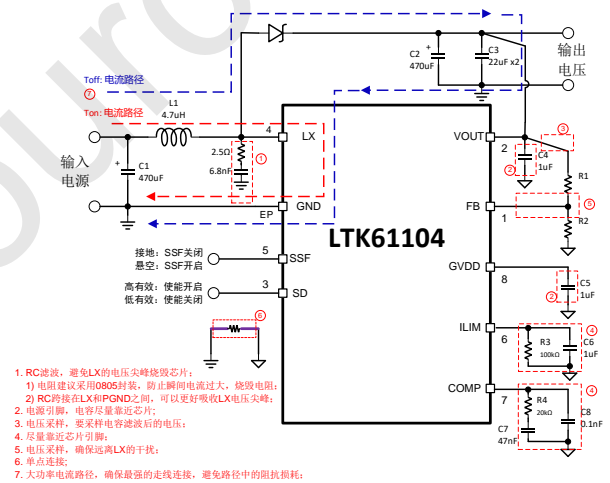 Toff: 电流路径
⑦
Ton: 电流路径
L1
4.7uH
输入
电源
+
C1
470uF
C2
470uF
+
C3
22uF x2
输出
电压
4
LX
2.5Ω
6.8nF
①
EP
GND
接地：SSF关闭
悬空：SSF开启
5
SSF
高有效：使能开启
低有效：使能关闭
3
SD
LTK61104
VOUT
2
C4
1uF
②
③
R1
FB
1
⑤
R2
GVDD
8
C5
1uF
②
ILIM
6
R3
100kΩ
C6
1uF
④
COMP
7
R4
20kΩ
C7
47nF
C8
0.1nF
④
⑥
1. RC滤波，避免LX的电压尖峰烧毁芯片；
1) 电阻建议采用0805封装，防止瞬间电流过大，烧毁电阻；
2) RC跨接在LX和PGND之间，可以更好吸收LX电压尖峰；
2. 电源引脚，电容尽量靠近芯片；
3. 电压采样，要采样电容滤波后的电压；
4. 尽量靠近芯片引脚；
5. 电压采样，确保远离LX的干扰；
6. 单点连接；
7. 大功率电流路径，确保最强的走线连接，避免路径中的阻抗损耗；